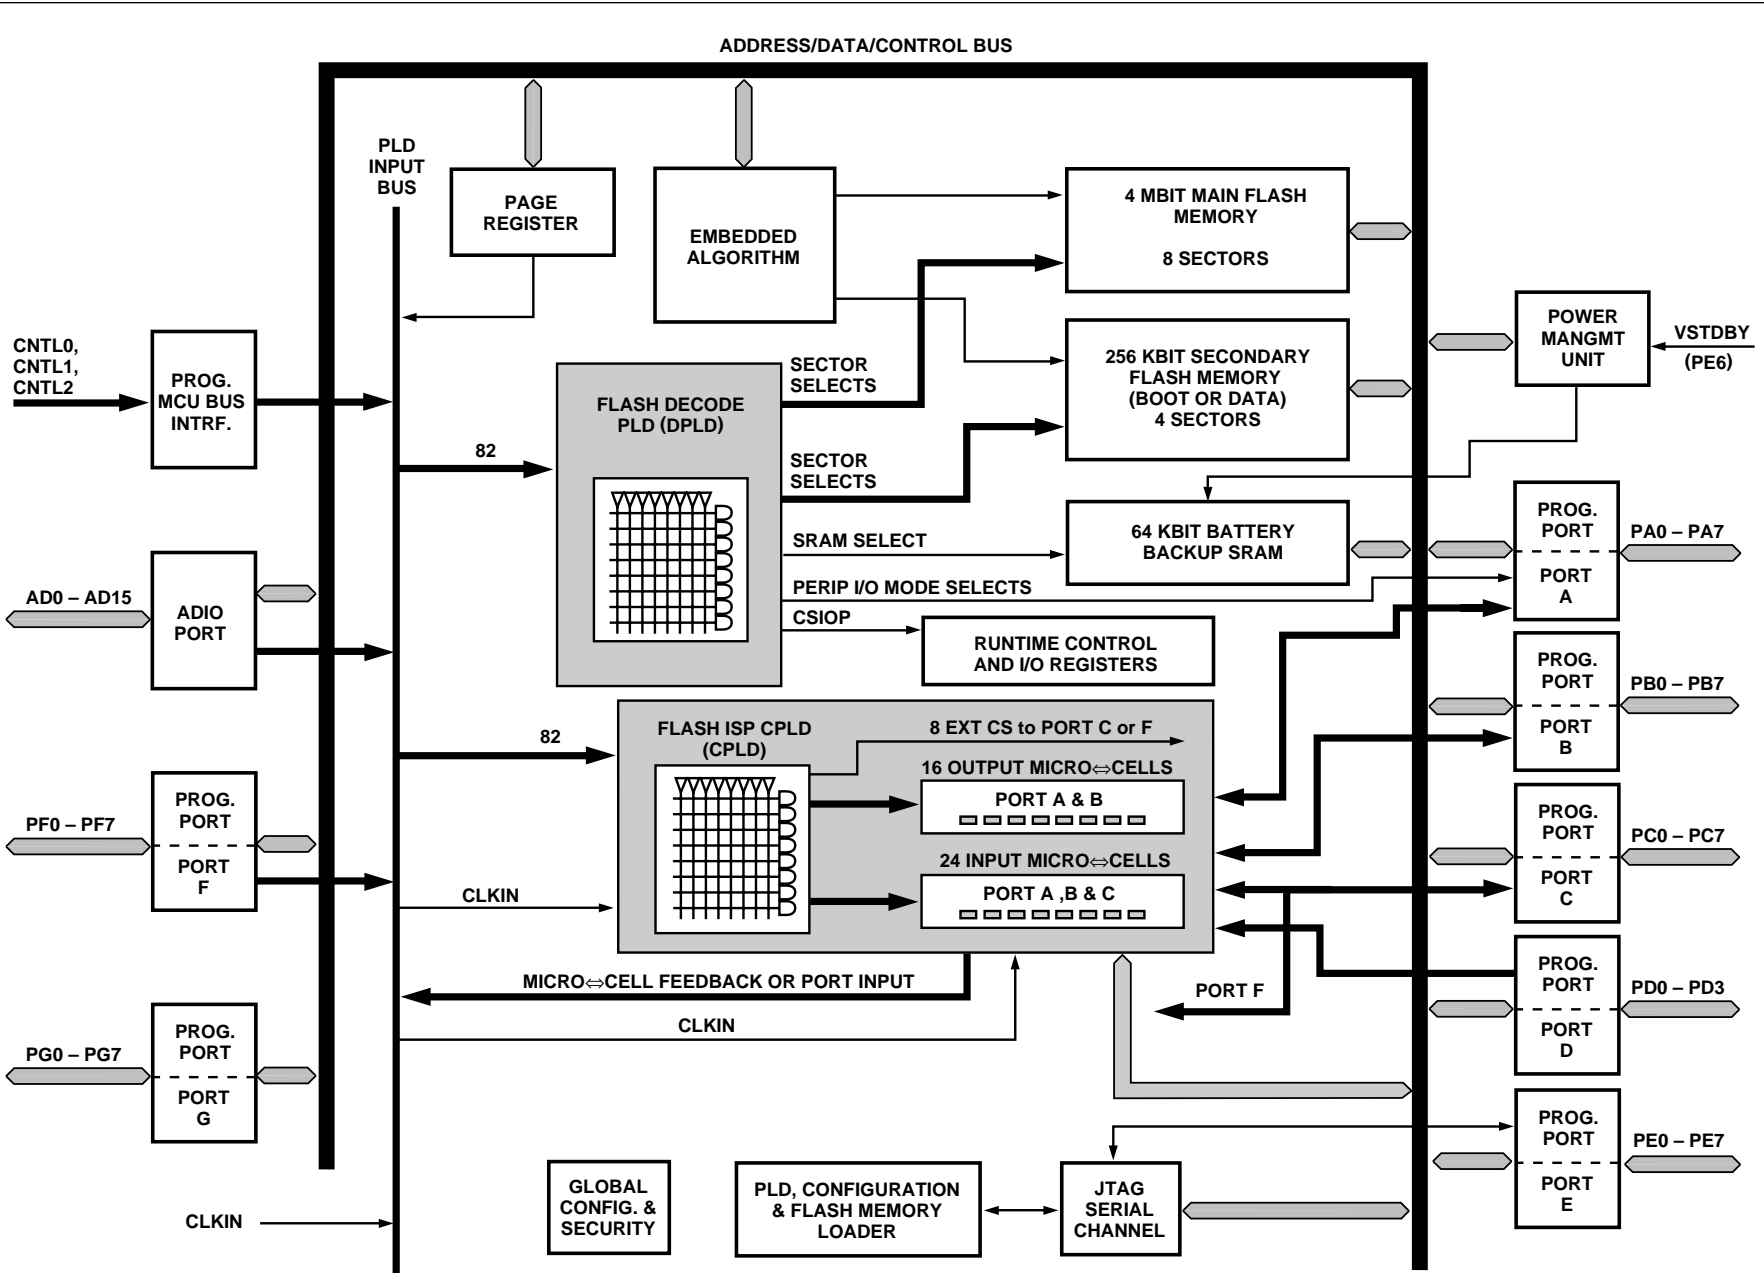 ADDRESS/DATA/CONTROL BUS
PLD
INPUT
BUS
PAGE
REGISTER
EMBEDDED
ALGORITHM
4 MBIT MAIN FLASH
MEMORY
8 SECTORS
POWER
MANGMT
UNIT
VSTDBY
(PE6)
CNTL0,
CNTL1,
CNTL2
PROG.
MCU BUS
INTRF.
SECTOR
SELECTS
256 KBIT SECONDARY
FLASH MEMORY
(BOOT OR DATA)
4 SECTORS
FLASH DECODE
PLD (DPLD)
82
SECTOR
SELECTS
SRAM SELECT
64 KBIT BATTERY
BACKUP SRAM
PROG.
PORT
PORT
A
PA0 – PA7
PERIP I/O MODE SELECTS
CSIOP
RUNTIME CONTROL
AND I/O REGISTERS
AD0 – AD15
ADIO
PORT
PROG.
PORT
PORT
B
PB0 – PB7
82
FLASH ISP CPLD
(CPLD)
8 EXT CS to PORT C or F
16 OUTPUT MICRO⇔CELLS
PORT A & B
24 INPUT MICRO⇔CELLS
PORT A ,B & C
PF0 – PF7
PROG.
PORT
PORT
F
CLKIN
PROG.
PORT
PORT
C
PC0 – PC7
MICRO⇔CELL FEEDBACK OR PORT INPUT
PORT F
CLKIN
PROG.
PORT
PORT
D
PD0 – PD3
PG0 – PG7
PROG.
PORT
PORT
G
PROG.
PORT
PORT
E
PE0 – PE7
CLKIN
GLOBAL
CONFIG. &
SECURITY
PLD, CONFIGURATION
& FLASH MEMORY
LOADER
JTAG
SERIAL
CHANNEL